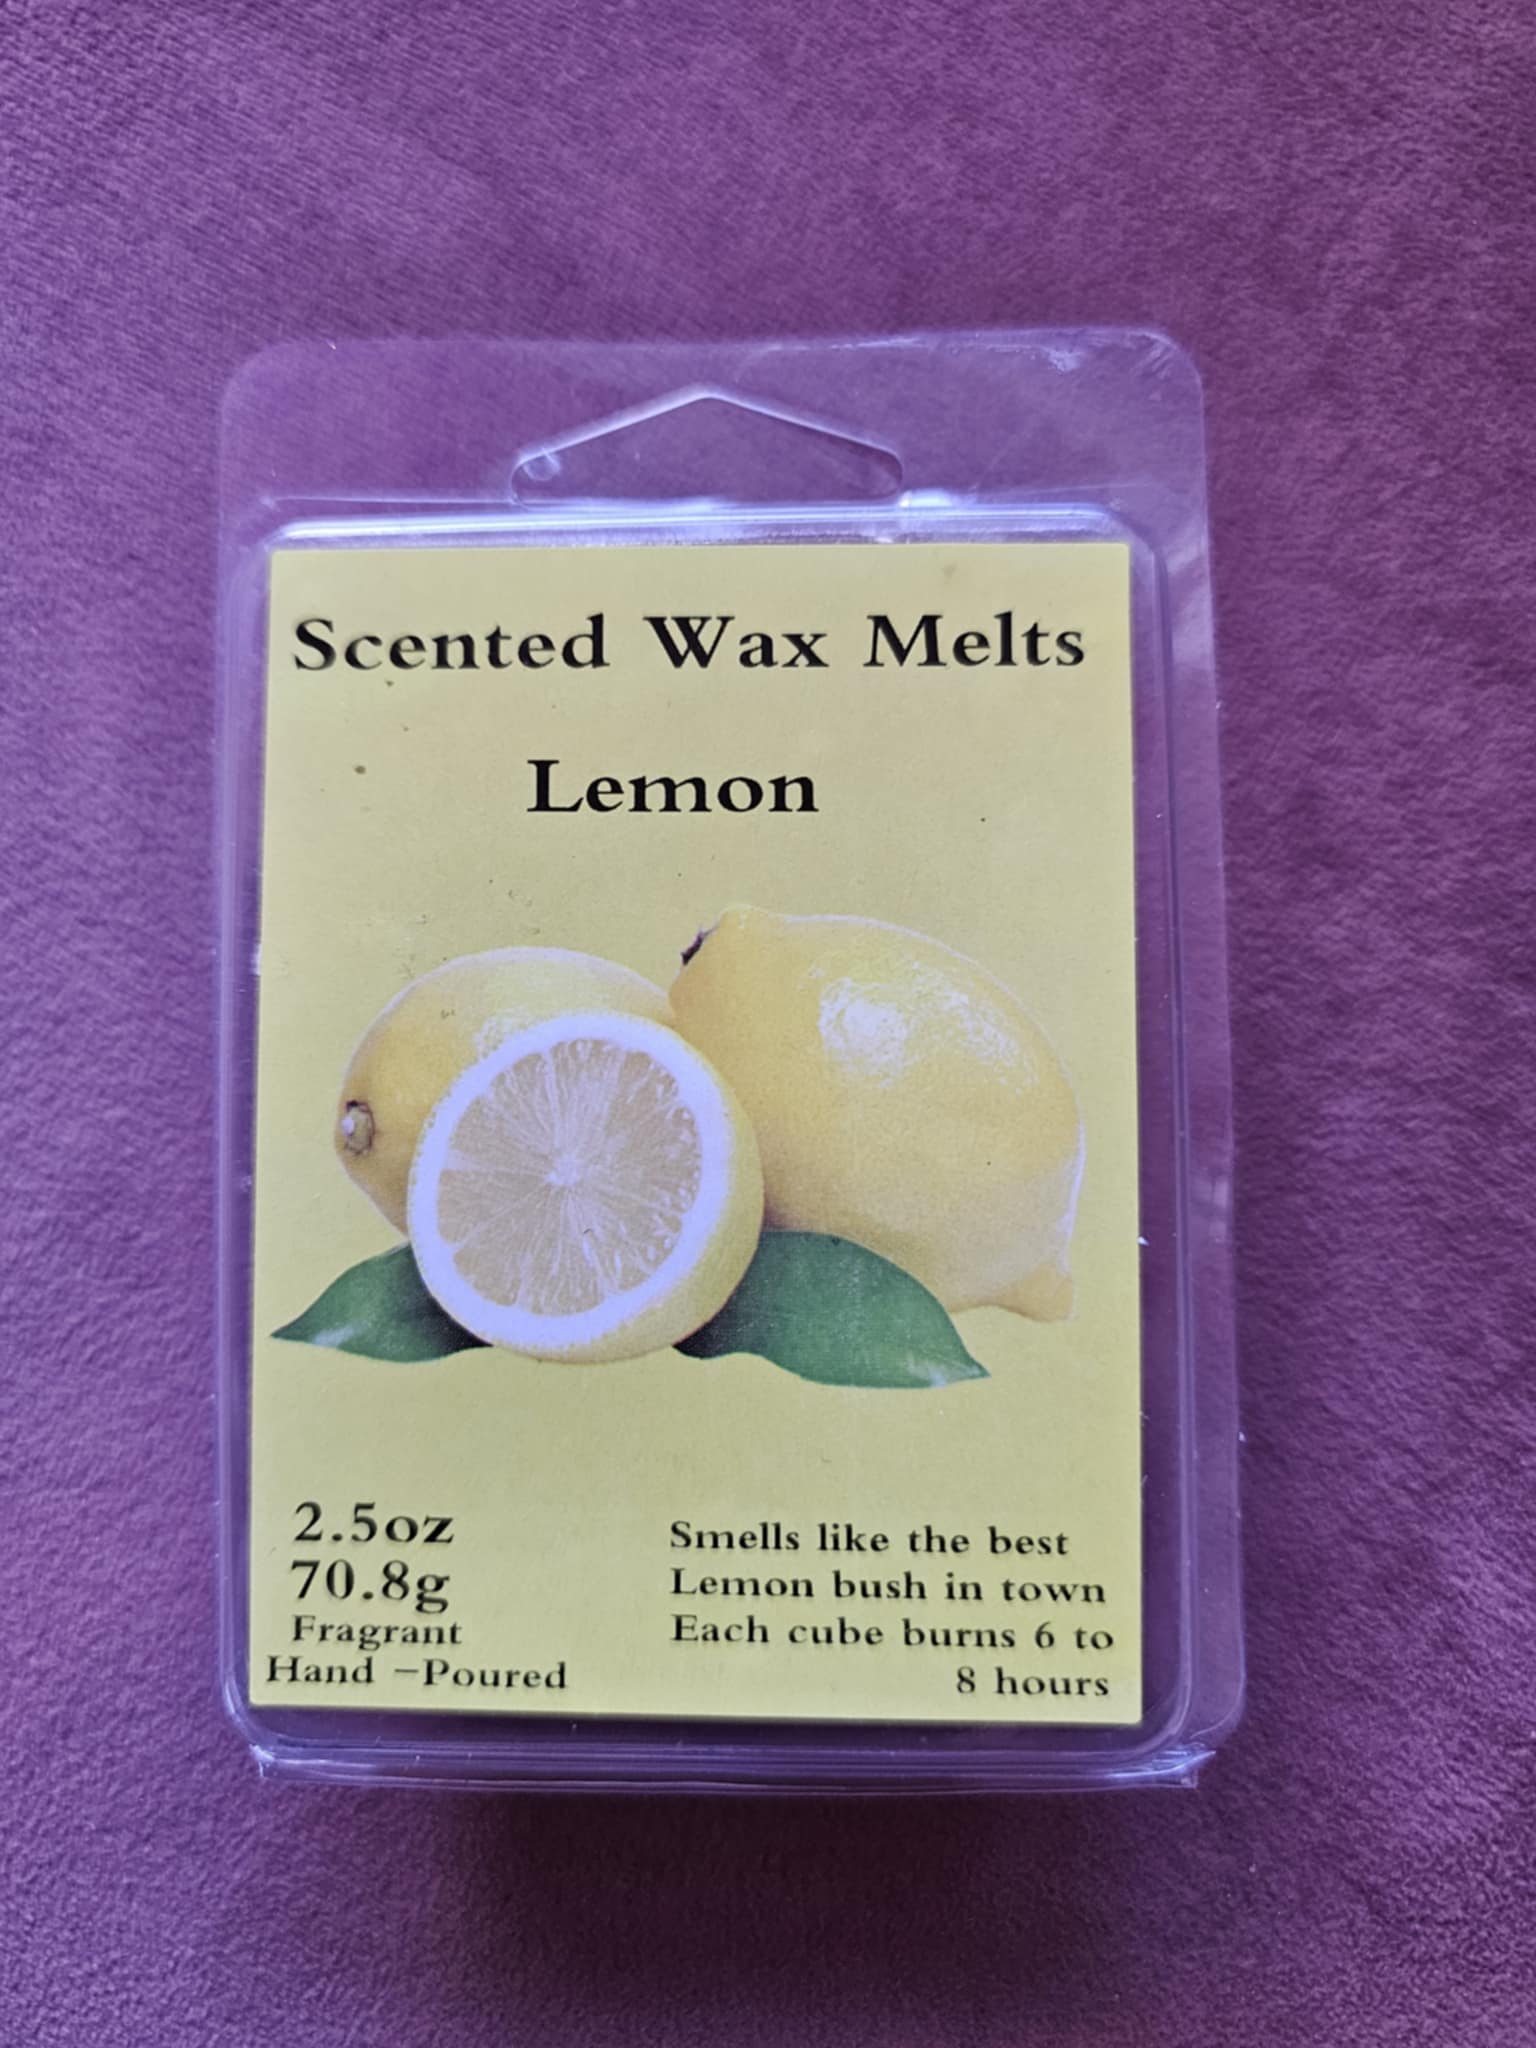 Scented Wax Melts
Lemon
2.5oz
70.8g
Fragrant
Hand -Poured
Smells like the best
Lemon bush in town
Each cube burns 6 to
8 hours